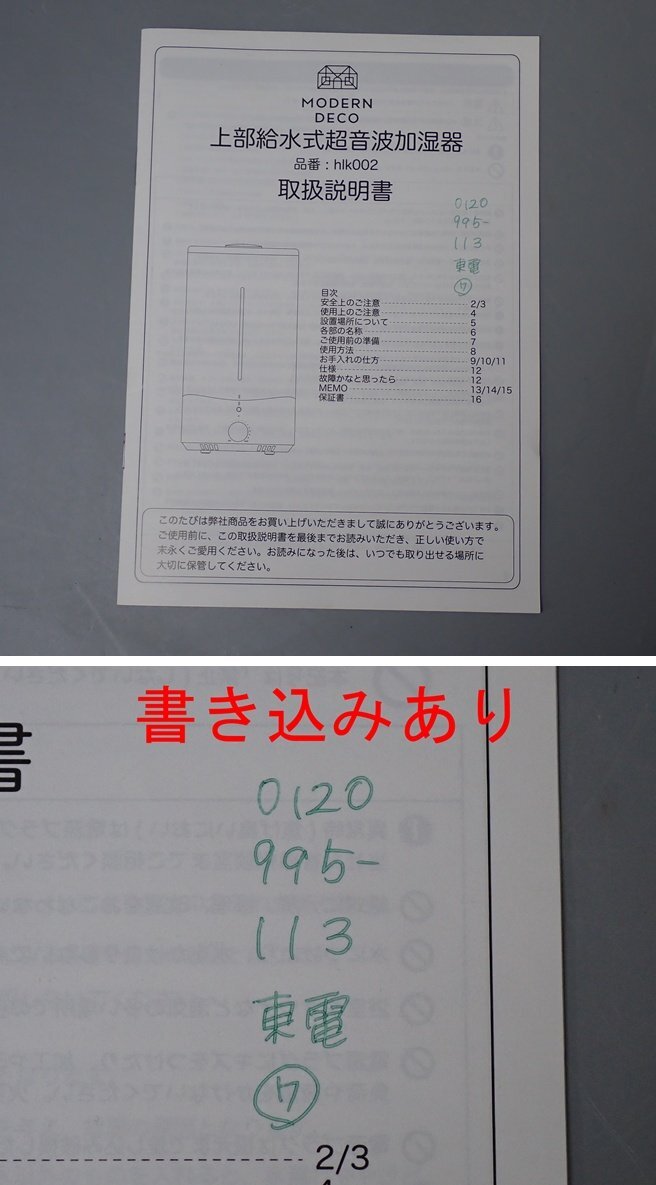 MODERN
DECO
上部給水式超音波加湿器
品番：hlk002
取扱説明書
0120
995-
113
東電
⑦
目次
安全上のご注意 2/3
使用上のご注意 4
設置場所について 5
各部の名称 6
ご使用前の準備 7
使用方法 8
お手入れの仕方 9/10/11
仕様 12
故障かなと思ったら 12
MEMO 13/14/15
保証書 16
このたびは弊社商品をお買い上げいただきまして誠にありがとうございます。
ご使用前に、この取扱説明書を最後までお読みいただき、正しい使い方で
末永くご愛用ください。お読みになった後は、いつでも取り出せる場所に
大切に保管してください。
書き込みあり
書
0120
995-
113
東電
⑦
2/3